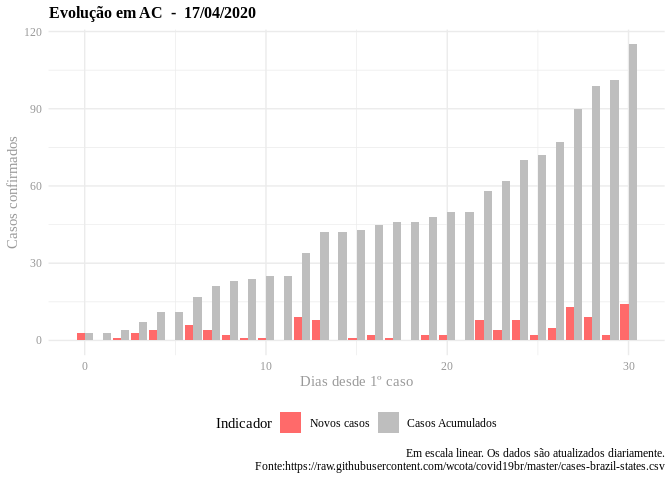 Evolução em AC  -  17/04/2020
120
90
60
30
0
Casos confirmados
0 10 20 30
Dias desde 1º caso
Indicador Novos casos Casos Acumulados
Em escala linear. Os dados são atualizados diariamente.
Fonte:https://raw.githubusercontent.com/wcota/covid19br/master/cases-brazil-states.csv